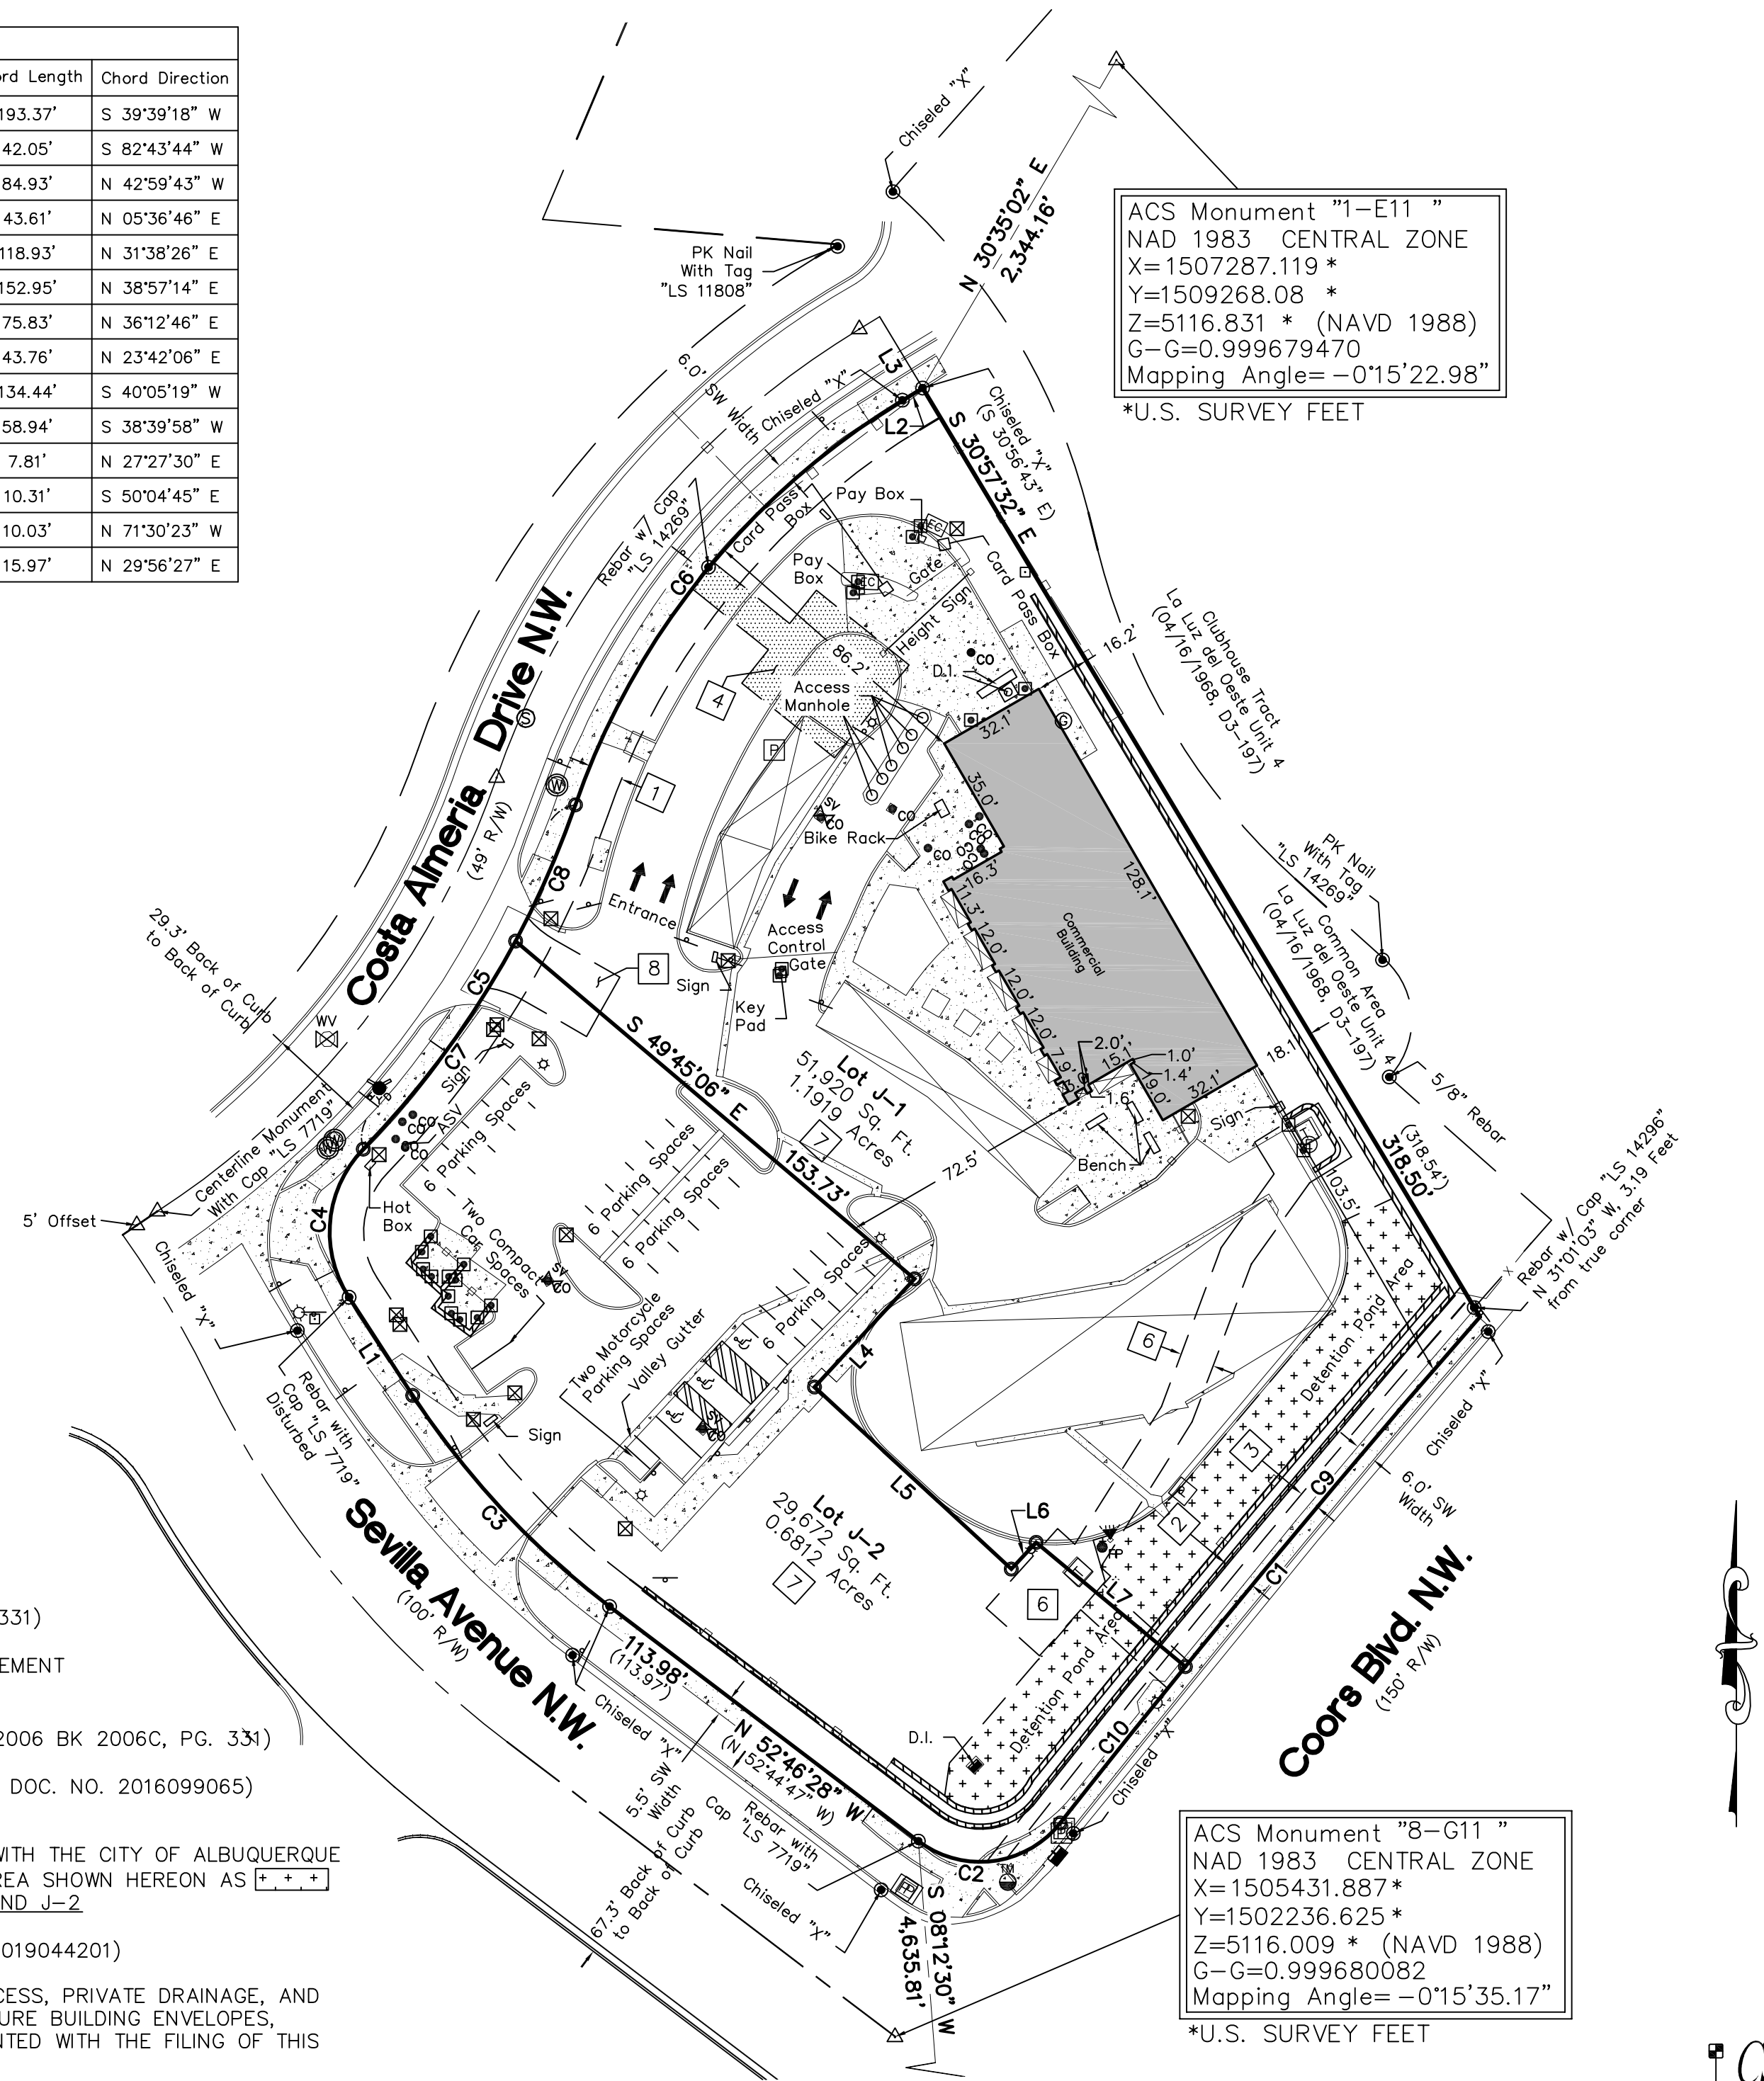 rd Length Chord Direction
193.37' S 39°39'18" W
42.05' S 82°43'44" W
84.93' N 42°59'43" W
43.61' N 05°36'46" E
118.93' N 31°38'26" E
152.95' N 38°57'14" E
75.83' N 36°12'46" E
43.76' N 23°42'06" E
134.44' S 40°05'19" W
58.94' S 38°39'58" W
7.81' N 27°27'30" E
10.31' S 50°04'45" E
10.03' N 71°30'23" W
15.97' N 29°56'27" E
Chiseled "X"
PK Nail
With Tag
"LS 11808"
N 30°35'02" E
2,344.16'
ACS Monument "1-E11 "
NAD 1983 CENTRAL ZONE
X=1507287.119 *
Y=1509268.08 *
Z=5116.831 * (NAVD 1988)
G-G=0.999679470
Mapping Angle= -0°15'22.98"
*U.S. SURVEY FEET
6.0' SW Width
Chiseled "X"
L3
L2
Chiseled "X"
(S 30°56'43" E)
S 30°57'32" E
Rebar w/ Cap
"LS 14269"
Card Pass
Box
Pay Box
EC
Pay
Box
EC
Gate
Card Pass Box
Height Sign
C6
16.2'
Clubhouse Tract
La Luz del Oeste Unit 4
(04/16/1968, D3-197)
Costa Almeria Drive N.W.
(49' R/W)
S
86.2'
CO
D.I.
D
4
Access
Manhole
P
32.1'
G
W
1
35.0'
SV
CO
CO
Bike Rack
CO
CO
CO
CO
CO
16.3'
11.3'
12.0'
12.0'
12.0'
7.9'
128.1'
Commercial
Building
PK Nail
With Tag
"LS 14269"
C8
Entrance
Access
Control
Gate
Sign
Key
Pad
8
29.3' Back of Curb
to Back of Curb
Common Area
La Luz del Oeste Unit 4
(04/16/1968, D3-197)
C5
WV
C7
Sign
S 49°45'06" E
153.73'
2.0'
15.1'
1.0'
1.4'
1.6'
9.0'
32.1'
18.1'
Lot J-1
51,920 Sq. Ft.
1.1919 Acres
7
5/8" Rebar
Sign
Bench
72.5'
103.5'
(318.54')
318.50'
Rebar w/ Cap "LS 14296"
N 31°01'03" W, 3.19 Feet
from true corner
Centerline Monument
With Cap "LS 7719"
5' Offset
CO
CO
ASV
CO
6 Parking Spaces
6 Parking Spaces
6 Parking Spaces
Hot
Box
Two Compact
Car Spaces
C4
SV
CO
Chiseled "X"
L1
Two Motorcycle
Parking Spaces
Valley Gutter
6 Parking Spaces
L4
Rebar with
Cap "LS 7719"
Disturbed
Sign
C3
L5
L6
L7
6
6
Detention Pond Area
3
2
Chiseled "X"
6.0' SW
Width
C9
C1
Lot J-2
29,672 Sq. Ft.
0.6812 Acres
7
Sevilla Avenue N.W.
(100' R/W)
Coors Blvd. N.W.
(150' R/W)
113.98'
(113.97')
N 52°46'28" W
(N 52°44'47" W)
Chiseled "X"
5.5' SW
Width
Detention Pond Area
D.I.
C10
Chiseled "X"
Rebar with
Cap "LS 7719"
C2
TM
67.3' Back of Curb
to Back of Curb
Chiseled "X"
S 08°12'30" W
4,635.81'
ACS Monument "8-G11 "
NAD 1983 CENTRAL ZONE
X=1505431.887*
Y=1502236.625*
Z=5116.009 * (NAVD 1988)
G-G=0.999680082
Mapping Angle= -0°15'35.17"
*U.S. SURVEY FEET
331)
EMENT
2006 BK 2006C, PG. 331)
DOC. NO. 2016099065)
WITH THE CITY OF ALBUQUERQUE
REA SHOWN HEREON AS
ND J-2
019044201)
CESS, PRIVATE DRAINAGE, AND
URE BUILDING ENVELOPES,
NTED WITH THE FILING OF THIS